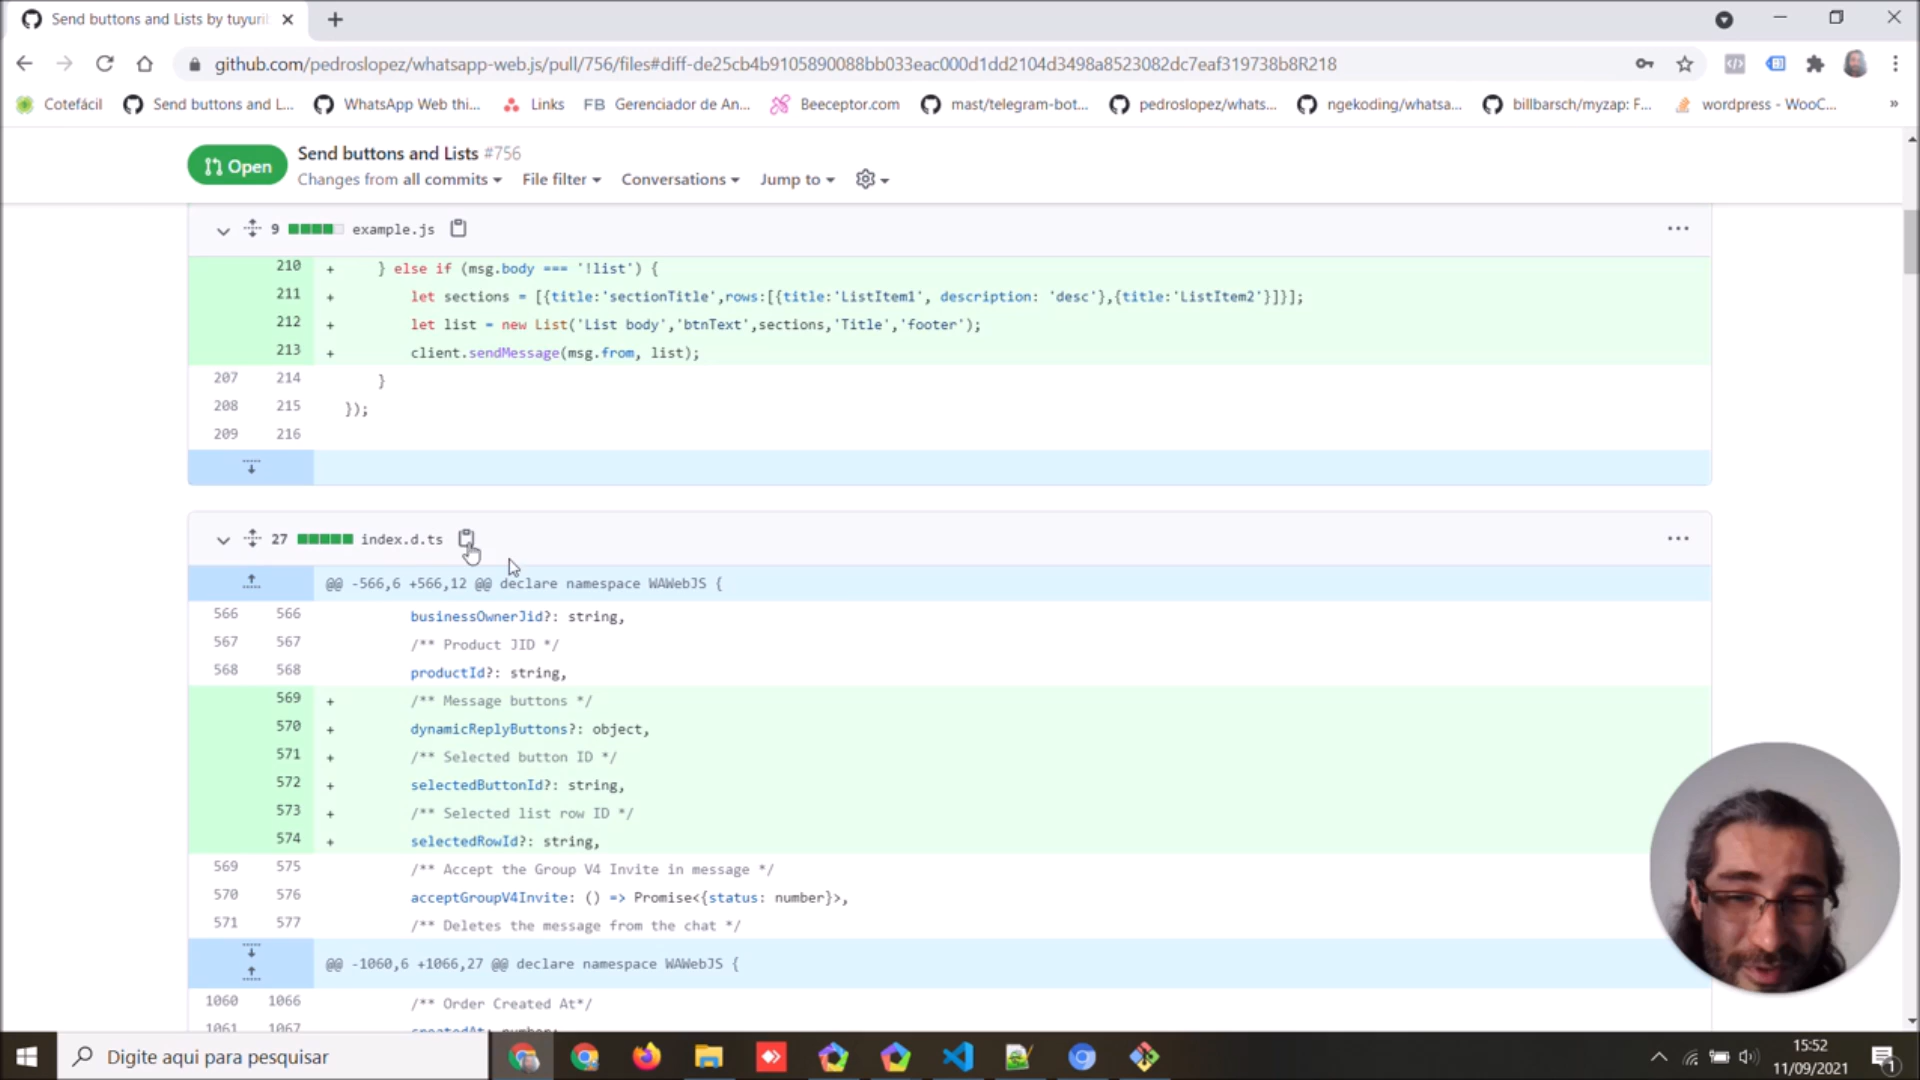 Send buttons and Lists by tuyuril
github.com/pedroslopez/whatsapp-web.js/pull/756/files#diff-de25cb4b9105890088bb033eac000d1dd2104d3498a8523082dc7eaf319738b8R218
Cotefácil
Send buttons and L...
WhatsApp Web thi...
Links
FB Gerenciador de An...
Beeceptor.com
mast/telegram-bot...
pedroslopez/whats...
ngekoding/whatsa...
billbarsch/myzap: F...
wordpress - WooC...
»
Open
Send buttons and Lists #756
Changes from all commits
File filter
Conversations
Jump to
9 example.js
210 + } else if (msg.body === '!list') {
211 + let sections = [{title:'sectionTitle',rows:[{title:'ListItem1', description: 'desc'},{title:'ListItem2'}]}];
212 + let list = new List('List body','btnText',sections,'Title','footer');
213 + client.sendMessage(msg.from, list);
207 214 }
208 215 });
209 216
27 index.d.ts
@@ -566,6 +566,12 @@ declare namespace WAWebJS {
566 566 businessOwnerJid?: string,
567 567 /** Product JID */
568 568 productId?: string,
569 + /** Message buttons */
570 + dynamicReplyButtons?: object,
571 + /** Selected button ID */
572 + selectedButtonId?: string,
573 + /** Selected list row ID */
574 + selectedRowId?: string,
569 575 /** Accept the Group V4 Invite in message */
570 576 acceptGroupV4Invite: () => Promise<{status: number}>,
571 577 /** Deletes the message from the chat */
@@ -1060,6 +1066,27 @@ declare namespace WAWebJS {
1060 1066 /** Order Created At*/
1061 1067 createdAt: number;
Digite aqui para pesquisar
15:52
11/09/2021
1